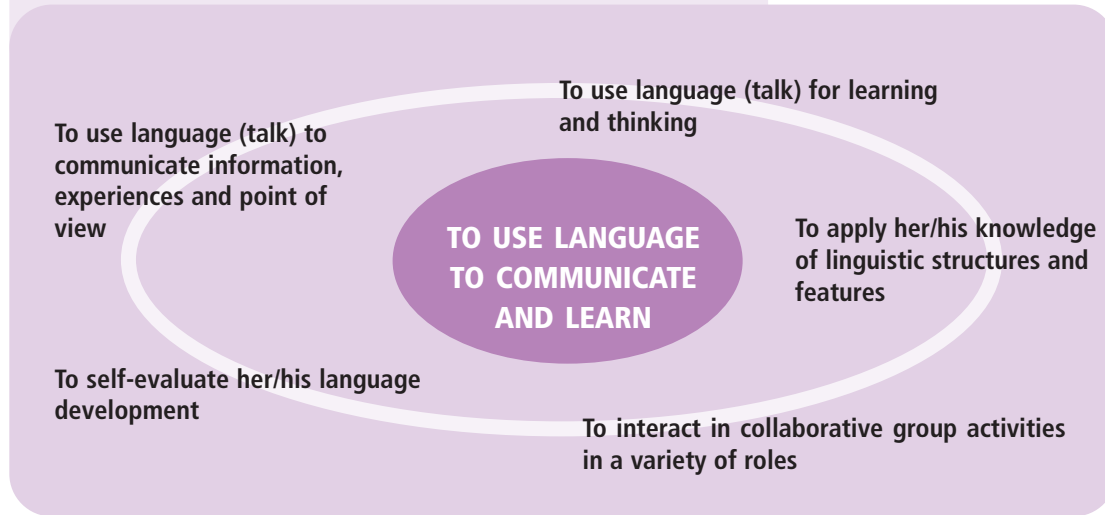 To use language (talk) for learning
and thinking
To use language (talk) to
communicate information,
experiences and point of
view
TO USE LANGUAGE
TO COMMUNICATE
AND LEARN
To apply her/his knowledge
of linguistic structures and
features
To self-evaluate her/his language
development
To interact in collaborative group activities
in a variety of roles